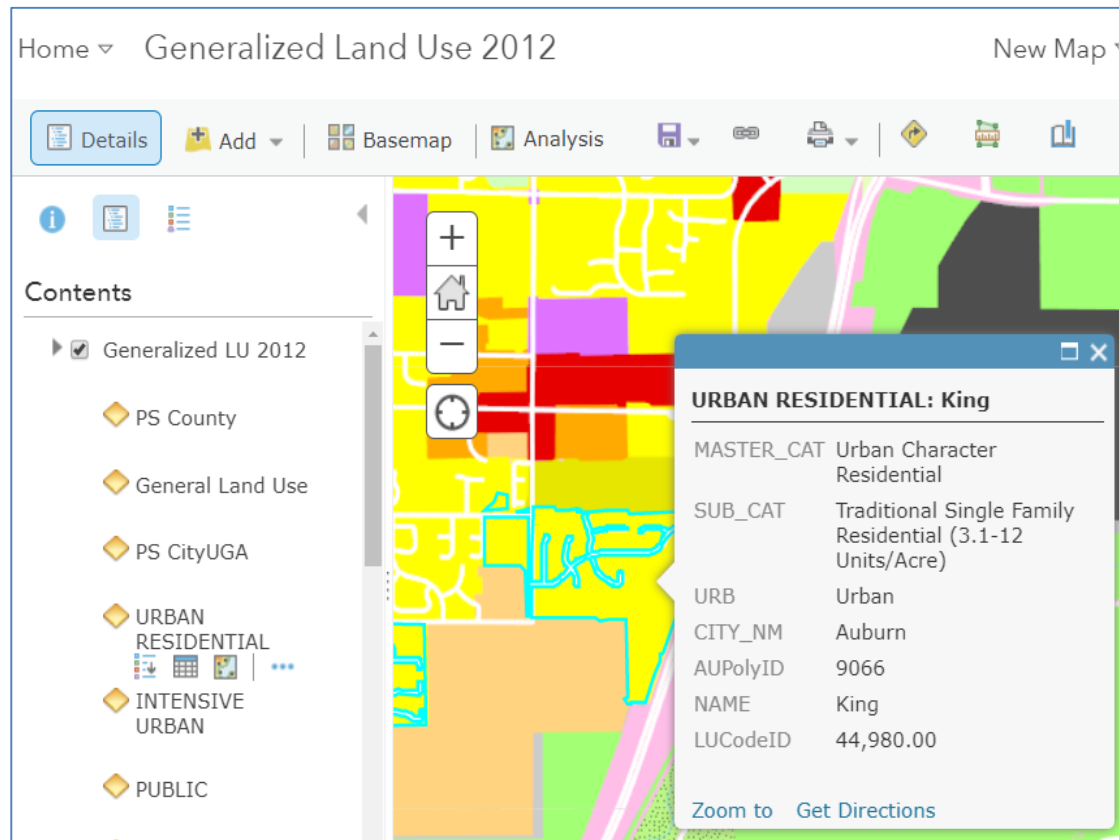 Home Generalized Land Use 2012 New Map
Details Add Basemap Analysis
Contents
Generalized LU 2012
PS County
General Land Use
PS CityUGA
URBAN
RESIDENTIAL
INTENSIVE
URBAN
PUBLIC
URBAN RESIDENTIAL: King
MASTER_CAT Urban Character
Residential
SUB_CAT Traditional Single Family
Residential (3.1-12
Units/Acre)
URB Urban
CITY_NM Auburn
AUPolyID 9066
NAME King
LUCodeID 44,980.00
Zoom to Get Directions